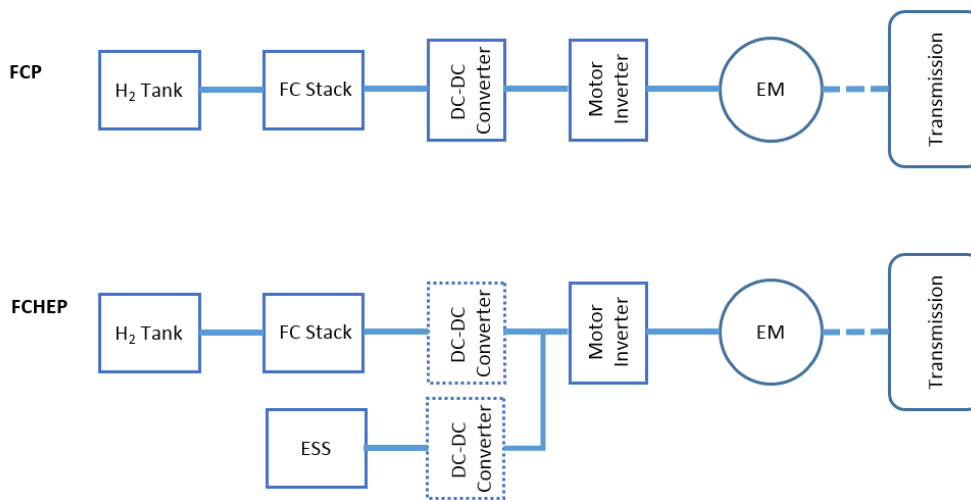 FCP
H₂ Tank
FC Stack
DC-DC
Converter
Motor
Inverter
EM
Transmission
FCHEP
H₂ Tank
FC Stack
DC-DC
Converter
Motor
Inverter
EM
Transmission
ESS
DC-DC
Converter